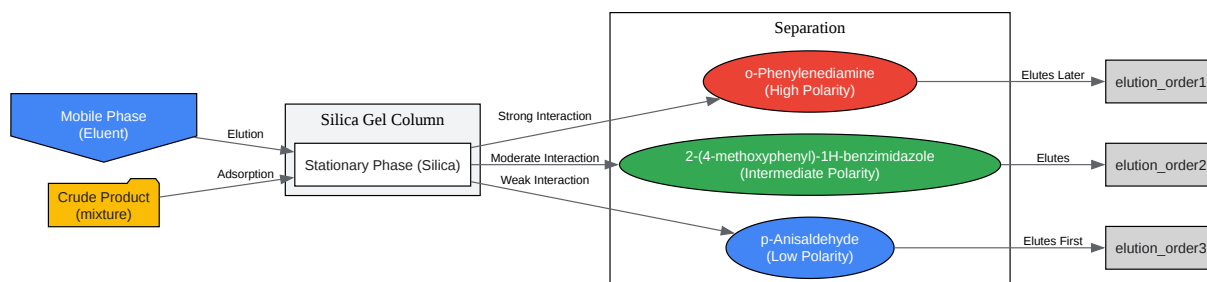 Mobile Phase
(Eluent)
Crude Product
(mixture)
Elution
Adsorption
Silica Gel Column
Stationary Phase (Silica)
Strong Interaction
Moderate Interaction
Weak Interaction
Separation
o-Phenylenediamine
(High Polarity)
2-(4-methoxyphenyl)-1H-benzimidazole
(Intermediate Polarity)
p-Anisaldehyde
(Low Polarity)
Elutes Later
Elutes
Elutes First
elution_order1
elution_order2
elution_order3